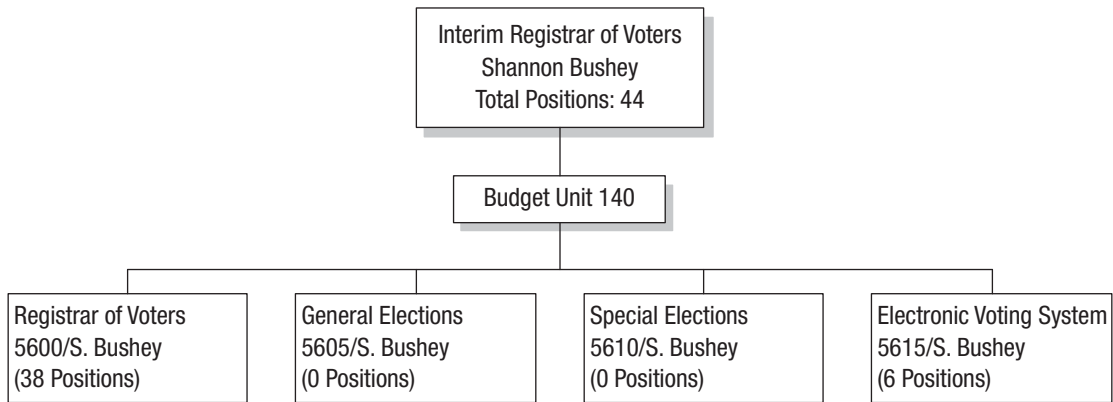 Interim Registrar of Voters
Shannon Bushey
Total Positions: 44
Budget Unit 140
Registrar of Voters
5600/S. Bushey
(38 Positions)
General Elections
5605/S. Bushey
(0 Positions)
Special Elections
5610/S. Bushey
(0 Positions)
Electronic Voting System
5615/S. Bushey
(6 Positions)